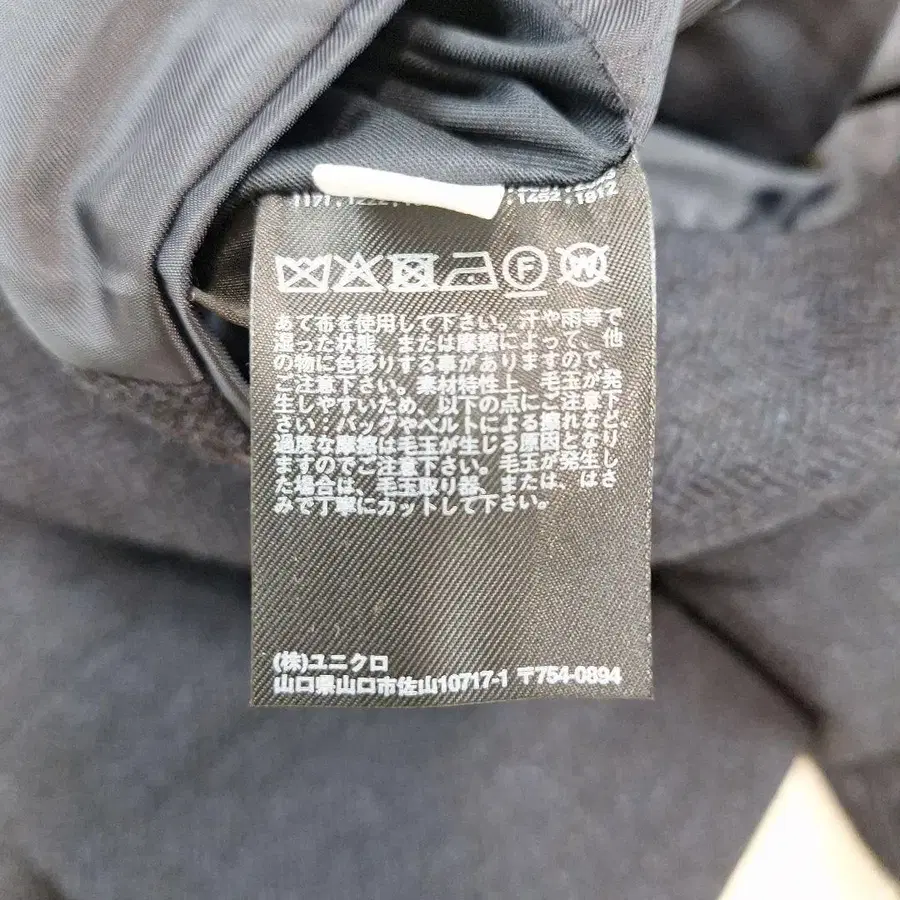 あて布を使用して下さい。汗や雨等で
湿った状態、または摩擦によって、他
の物に色移りする事がありますので、
ご注意下さい。素材特性上、毛玉が発
生しやすいため、以下の点にご注意下
さい：バックやベルトによる擦れなど、
過度な摩擦は毛玉が生じる原因となり
ますのでご注意下さい。毛玉が発生し
た場合は、毛玉取り器、または、はさ
みで丁寧にカットして下さい。
(株)ユニクロ
山口県山口市佐山10717-1 〒754-0894